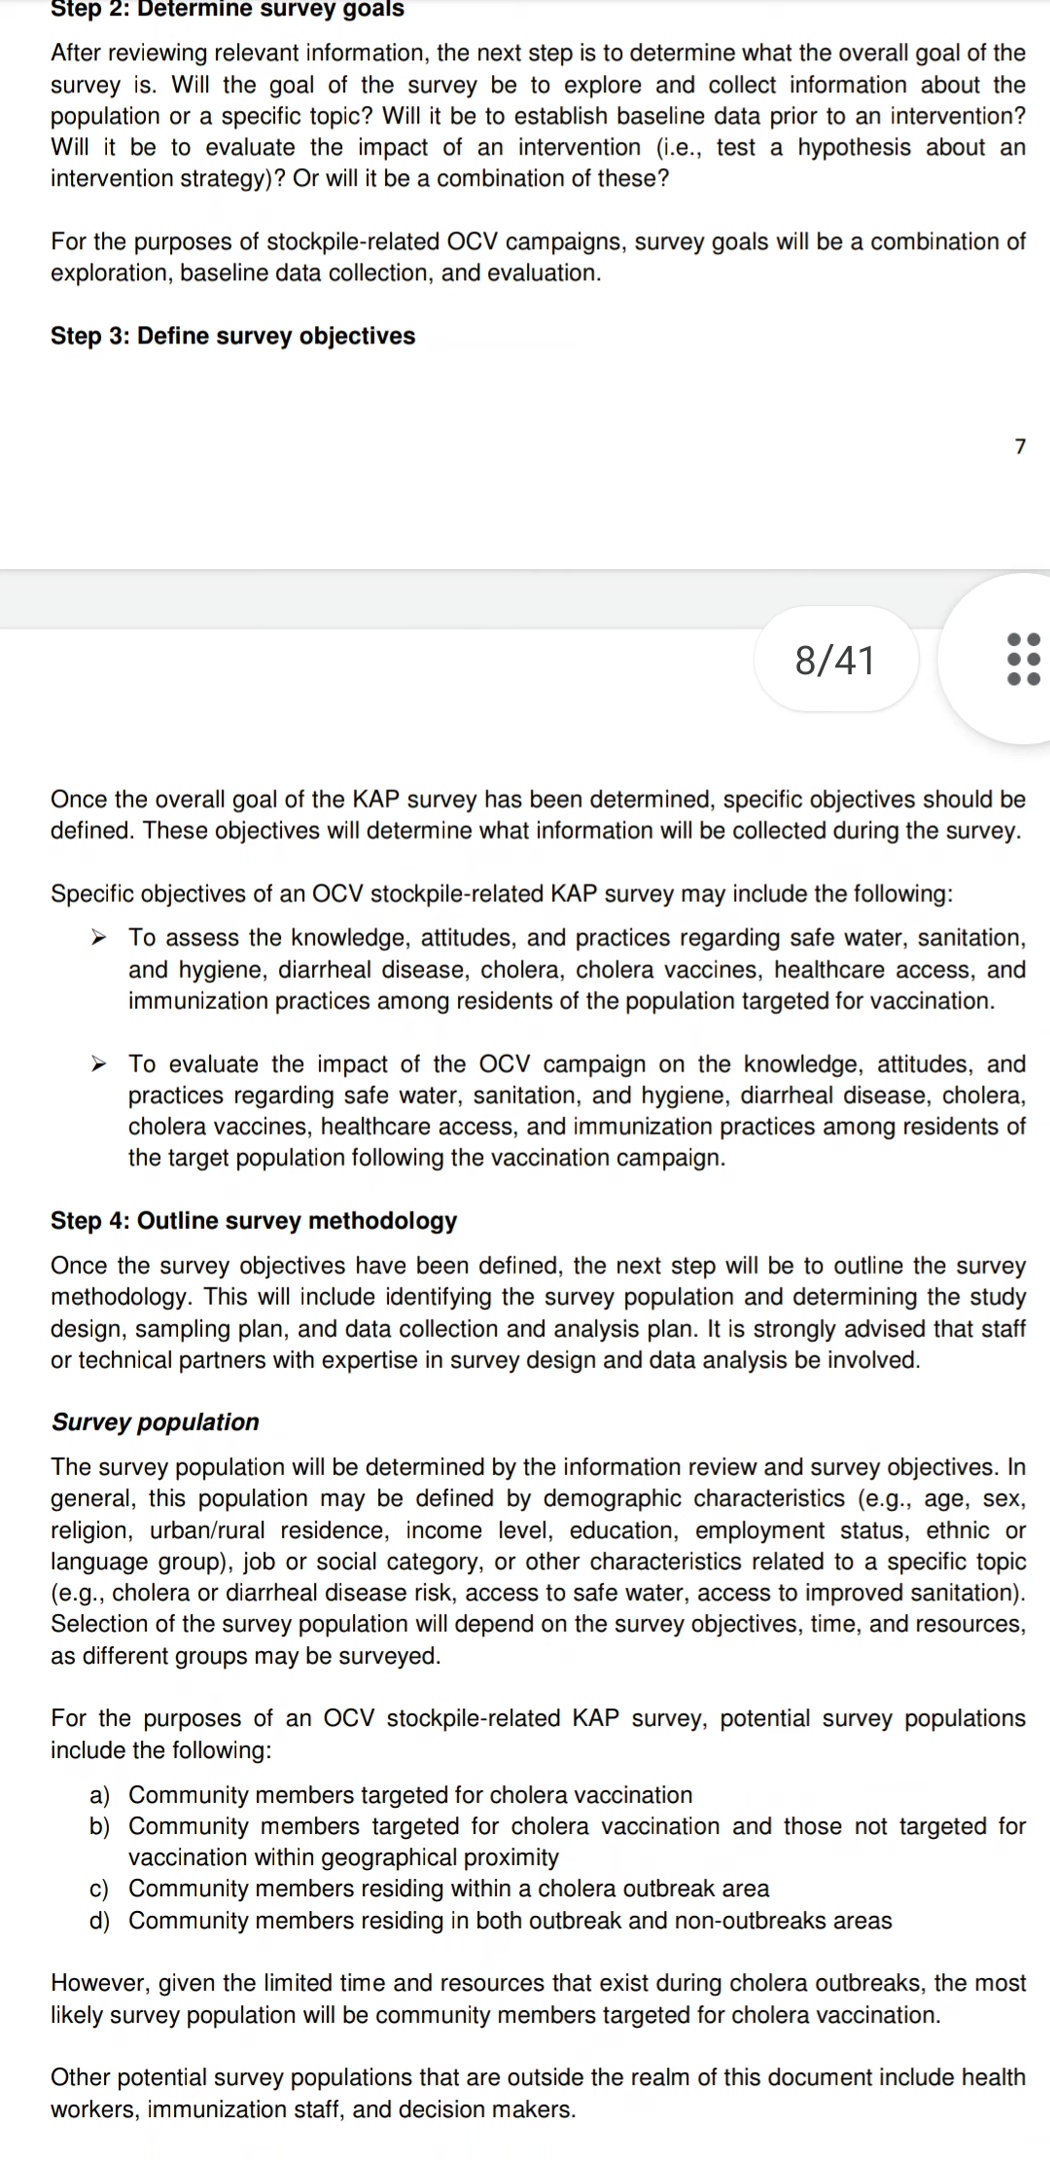 Step 2: Determine survey goals
After reviewing relevant information, the next step is to determine what the overall goal of the
survey is. Will the goal of the survey be to explore and collect information about the
population or a specific topic? Will it be to establish baseline data prior to an intervention?
Will it be to evaluate the impact of an intervention (i.e., test a hypothesis about an
intervention strategy)? Or will it be a combination of these?
For the purposes of stockpile-related OCV campaigns, survey goals will be a combination of
exploration, baseline data collection, and evaluation.
Step 3: Define survey objectives
7
8/41
Once the overall goal of the KAP survey has been determined, specific objectives should be
defined. These objectives will determine what information will be collected during the survey.
Specific objectives of an OCV stockpile-related KAP survey may include the following:
➢ To assess the knowledge, attitudes, and practices regarding safe water, sanitation,
and hygiene, diarrheal disease, cholera, cholera vaccines, healthcare access, and
immunization practices among residents of the population targeted for vaccination.
➢ To evaluate the impact of the OCV campaign on the knowledge, attitudes, and
practices regarding safe water, sanitation, and hygiene, diarrheal disease, cholera,
cholera vaccines, healthcare access, and immunization practices among residents of
the target population following the vaccination campaign.
Step 4: Outline survey methodology
Once the survey objectives have been defined, the next step will be to outline the survey
methodology. This will include identifying the survey population and determining the study
design, sampling plan, and data collection and analysis plan. It is strongly advised that staff
or technical partners with expertise in survey design and data analysis be involved.
Survey population
The survey population will be determined by the information review and survey objectives. In
general, this population may be defined by demographic characteristics (e.g., age, sex,
religion, urban/rural residence, income level, education, employment status, ethnic or
language group), job or social category, or other characteristics related to a specific topic
(e.g., cholera or diarrheal disease risk, access to safe water, access to improved sanitation).
Selection of the survey population will depend on the survey objectives, time, and resources,
as different groups may be surveyed.
For the purposes of an OCV stockpile-related KAP survey, potential survey populations
include the following:
a) Community members targeted for cholera vaccination
b) Community members targeted for cholera vaccination and those not targeted for
vaccination within geographical proximity
c) Community members residing within a cholera outbreak area
d) Community members residing in both outbreak and non-outbreaks areas
However, given the limited time and resources that exist during cholera outbreaks, the most
likely survey population will be community members targeted for cholera vaccination.
Other potential survey populations that are outside the realm of this document include health
workers, immunization staff, and decision makers.